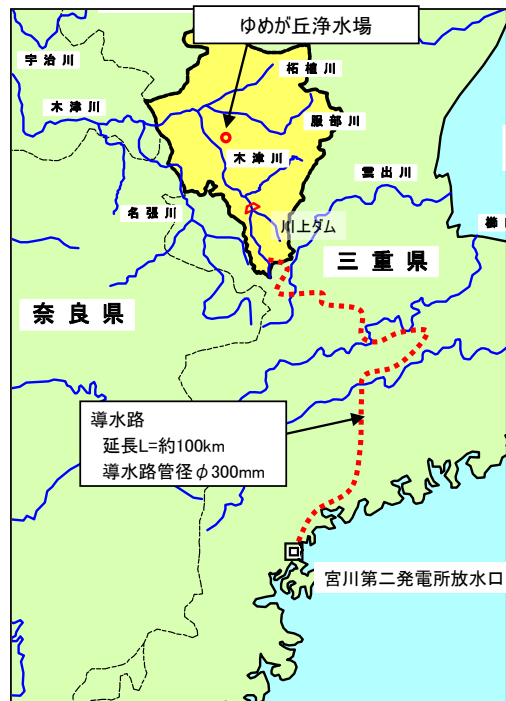 ゆめが丘浄水場
宇治川
柘植川
木津川
服部川
木津川
雲出川
名張川
川上ダム
櫛
三重県
奈良県
導水路
延長L=約100km
導水路管径φ300mm
宮川第二発電所放水口